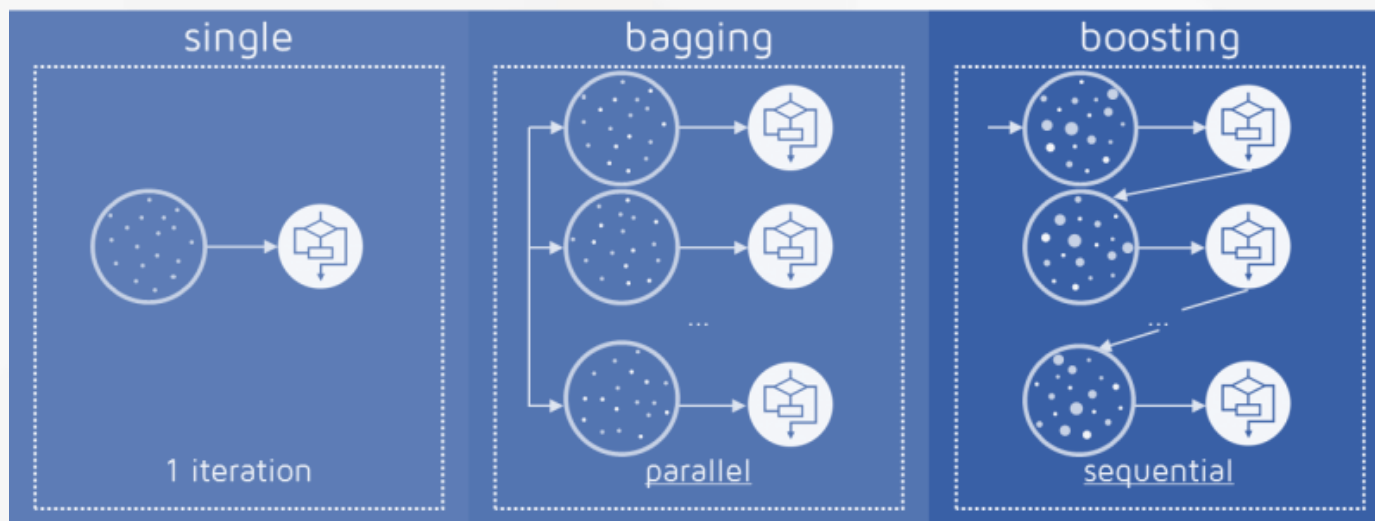 single
1 iteration
bagging
...
parallel
boosting
...
sequential